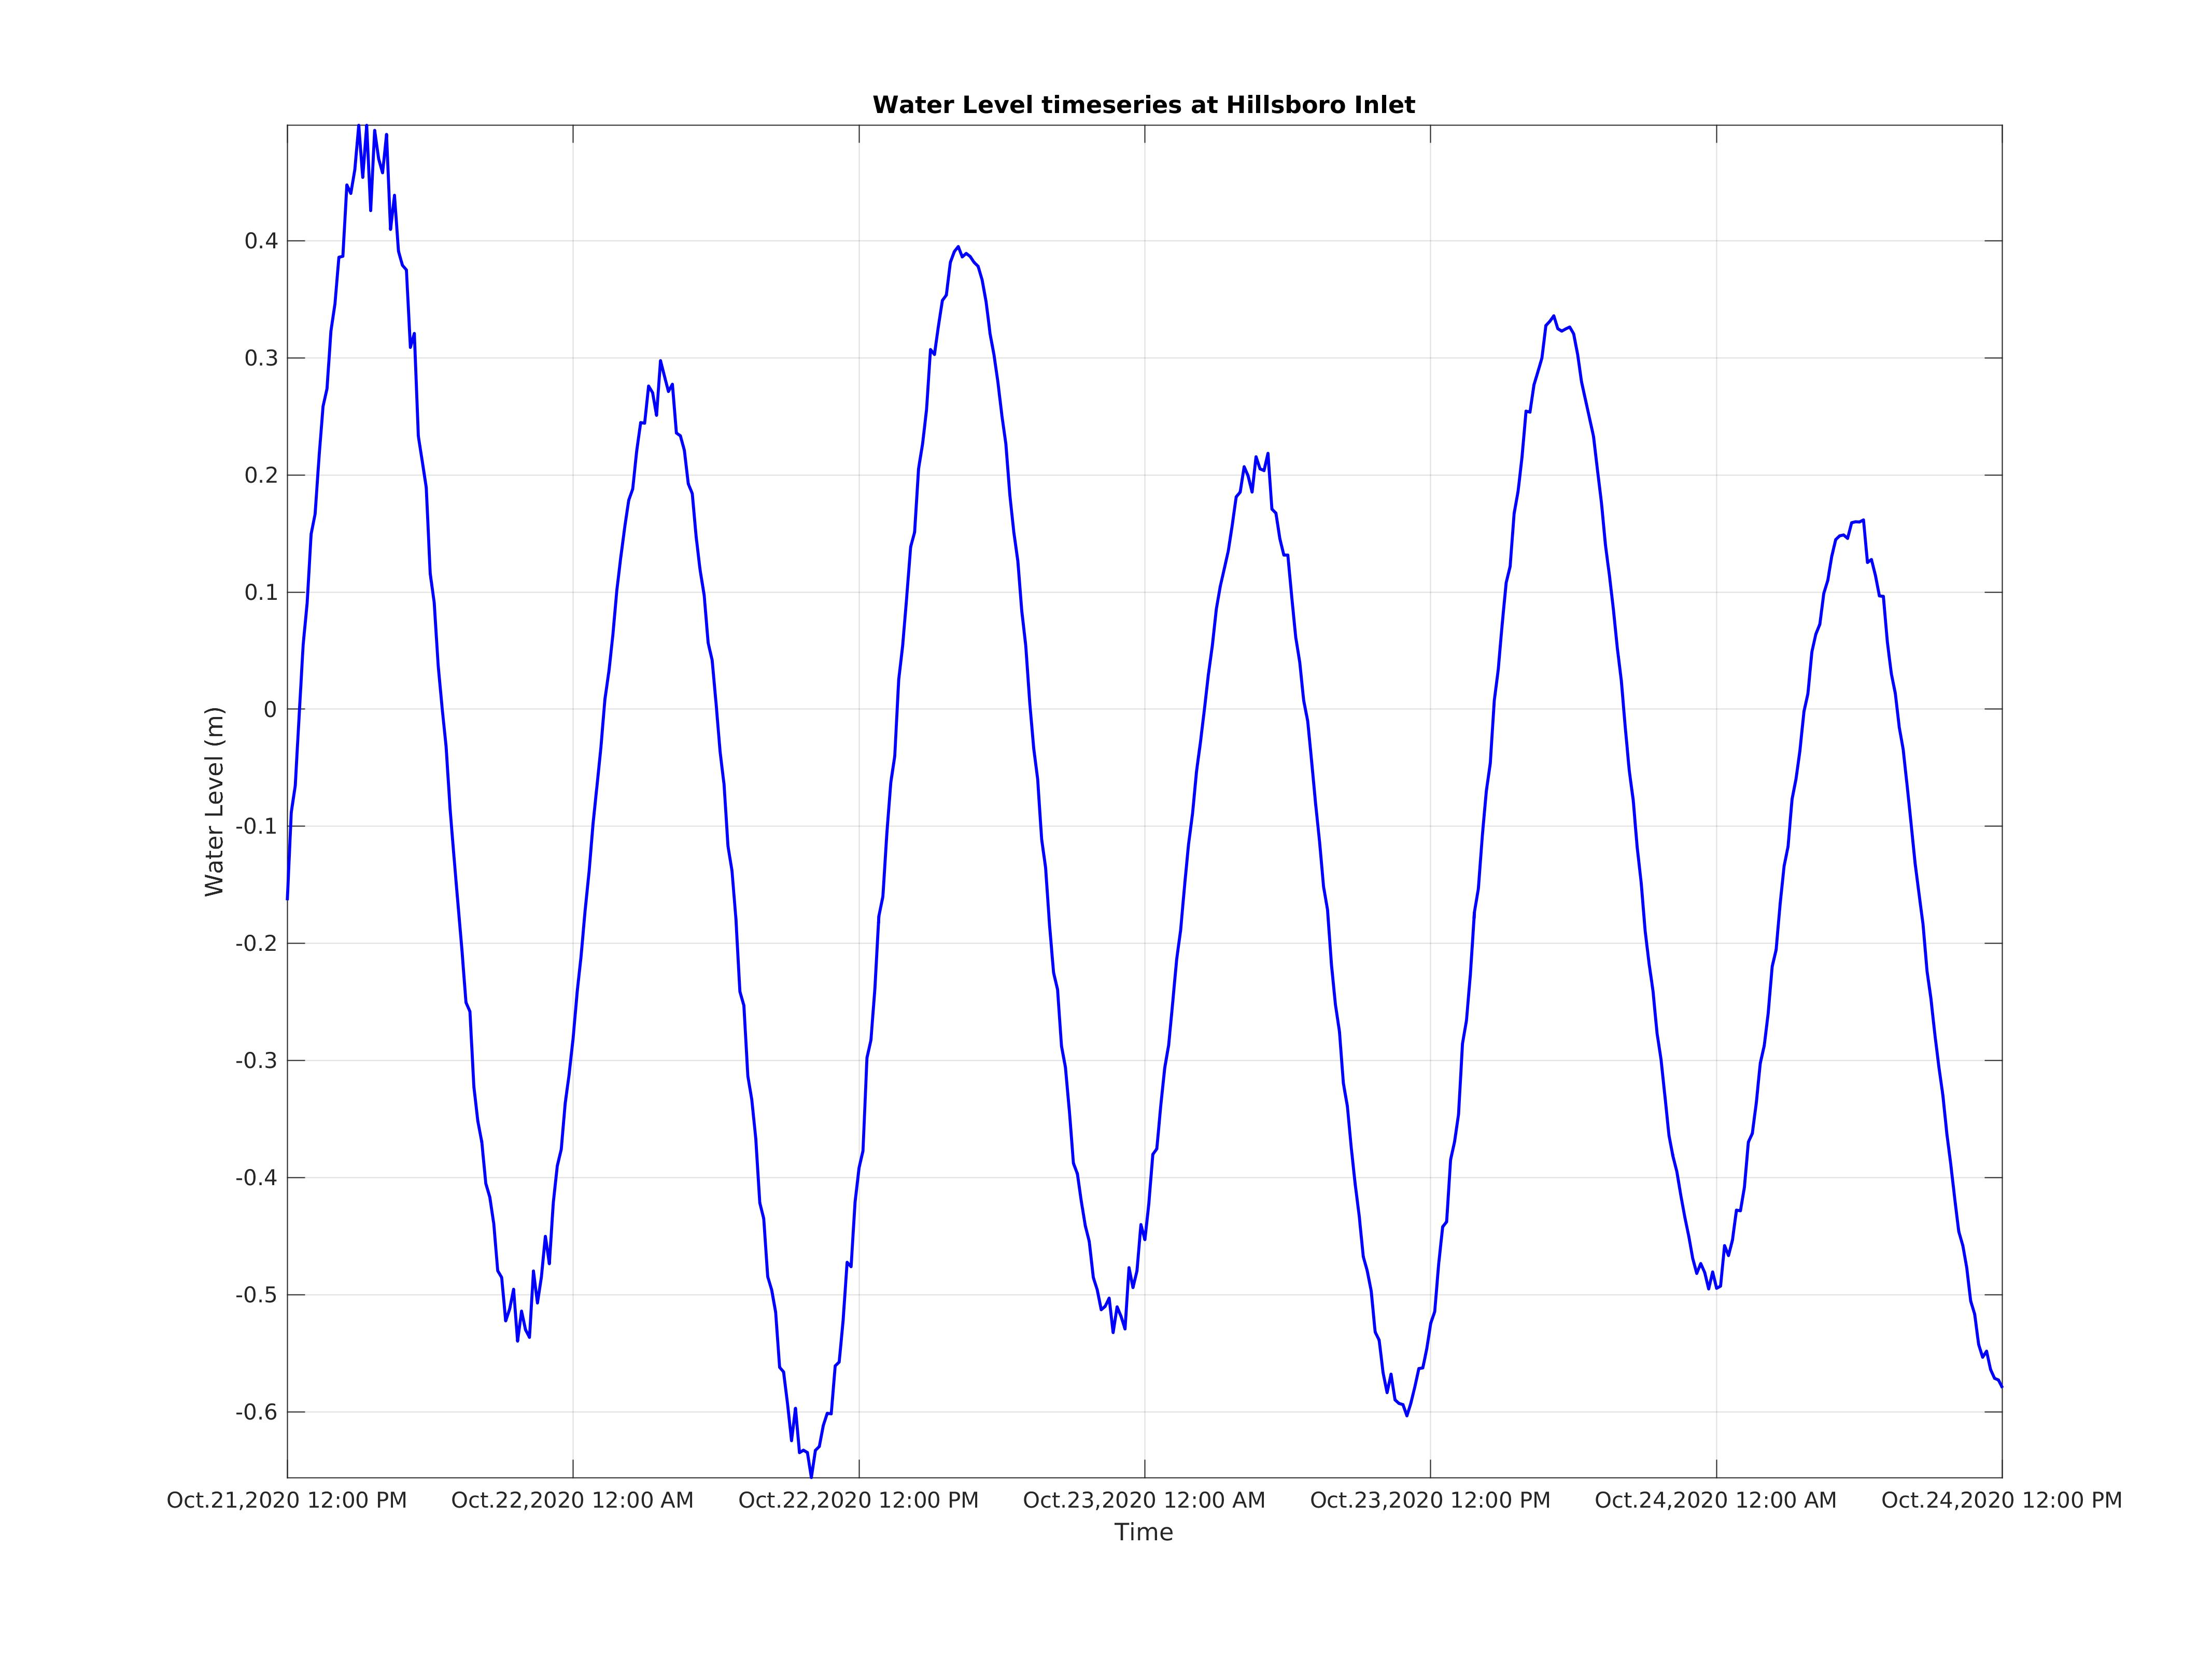 Water Level timeseries at Hillsboro Inlet
0.4
0.3
0.2
0.1
0
-0.1
-0.2
-0.3
-0.4
-0.5
-0.6
Water Level (m)
Oct.21,2020 12:00 PM
Oct.22,2020 12:00 AM
Oct.22,2020 12:00 PM
Oct.23,2020 12:00 AM
Oct.23,2020 12:00 PM
Oct.24,2020 12:00 AM
Oct.24,2020 12:00 PM
Time